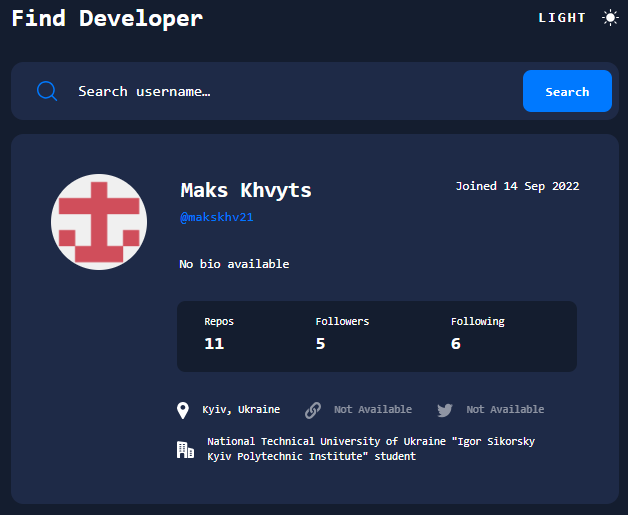 Find Developer
LIGHT
Search username…
Search
Maks Khvyts
Joined 14 Sep 2022
@makskhv21
No bio available
Repos
Followers
Following
11
5
6
Kyiv, Ukraine
Not Available
Not Available
National Technical University of Ukraine “Igor Sikorsky
Kyiv Polytechnic Institute” student